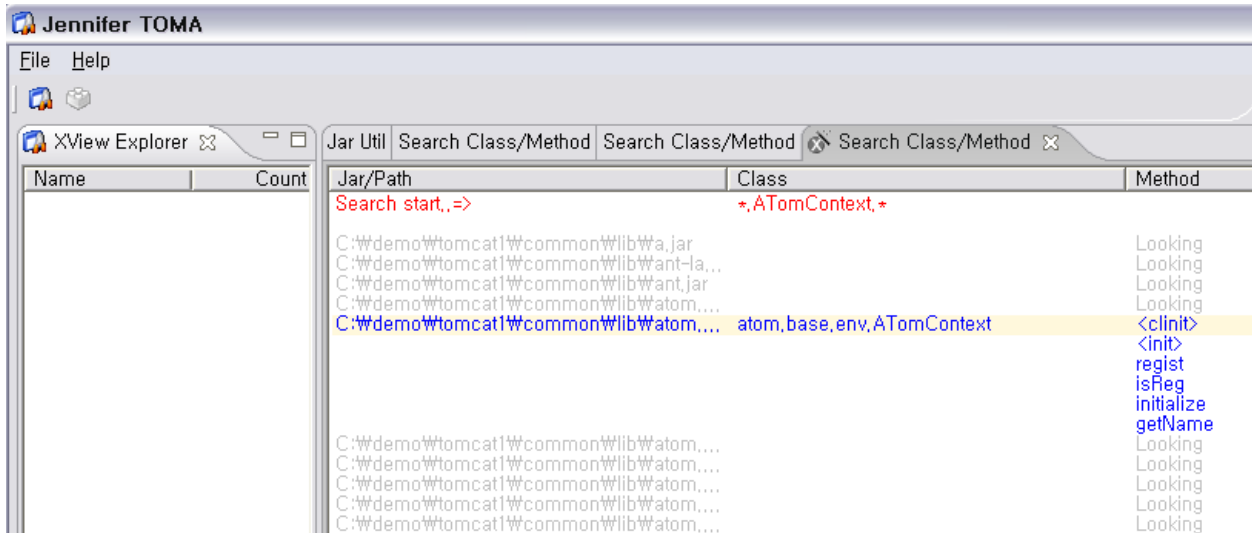 Jennifer TOMA
File Help
XView Explorer Jar Util Search Class/Method Search Class/Method Search Class/Method
Name Count Jar/Path Class Method
Search start,,=> *,ATomContext,*
C:₩demo₩tomcat1₩common₩lib₩a.jar Looking
C:₩demo₩tomcat1₩common₩lib₩ant-la... Looking
C:₩demo₩tomcat1₩common₩lib₩ant.jar Looking
C:₩demo₩tomcat1₩common₩lib₩atom.... Looking
C:₩demo₩tomcat1₩common₩lib₩atom.... atom.base.env.ATomContext <clinit>
<init>
regist
isReg
initialize
getName
C:₩demo₩tomcat1₩common₩lib₩atom.... Looking
C:₩demo₩tomcat1₩common₩lib₩atom.... Looking
C:₩demo₩tomcat1₩common₩lib₩atom.... Looking
C:₩demo₩tomcat1₩common₩lib₩atom.... Looking
C:₩demo₩tomcat1₩common₩lib₩atom.... Looking